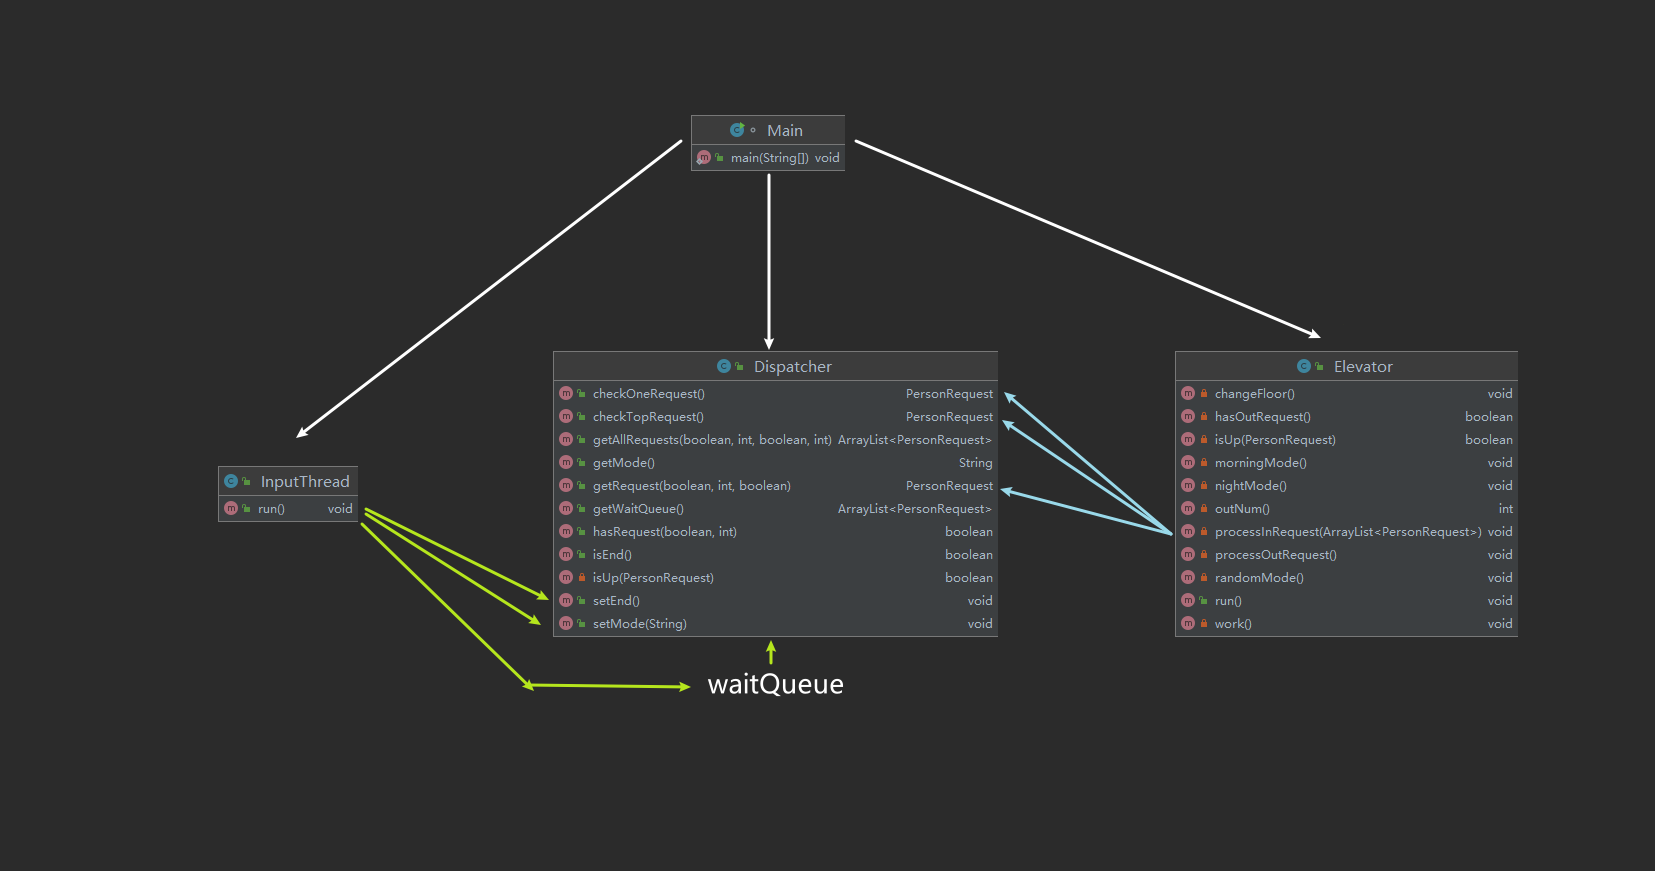 Main
main(String[]) void
Dispatcher
checkOneRequest() PersonRequest
checkTopRequest() PersonRequest
getAllRequests(boolean, int, boolean, int) ArrayList<PersonRequest>
getMode() String
getRequest(boolean, int, boolean) PersonRequest
getWaitQueue() ArrayList<PersonRequest>
hasRequest(boolean, int) boolean
isEnd() boolean
isUp(PersonRequest) boolean
setEnd() void
setMode(String) void
Elevator
changeFloor() void
hasOutRequest() boolean
isUp(PersonRequest) boolean
morningMode() void
nightMode() void
outNum() int
processInRequest(ArrayList<PersonRequest>) void
processOutRequest() void
randomMode() void
run() void
work() void
InputThread
run() void
waitQueue